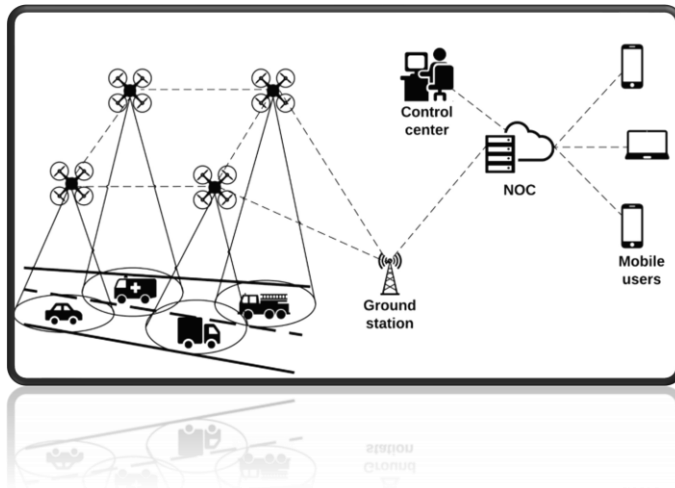 Control
center
NOC
Mobile
users
Ground
station